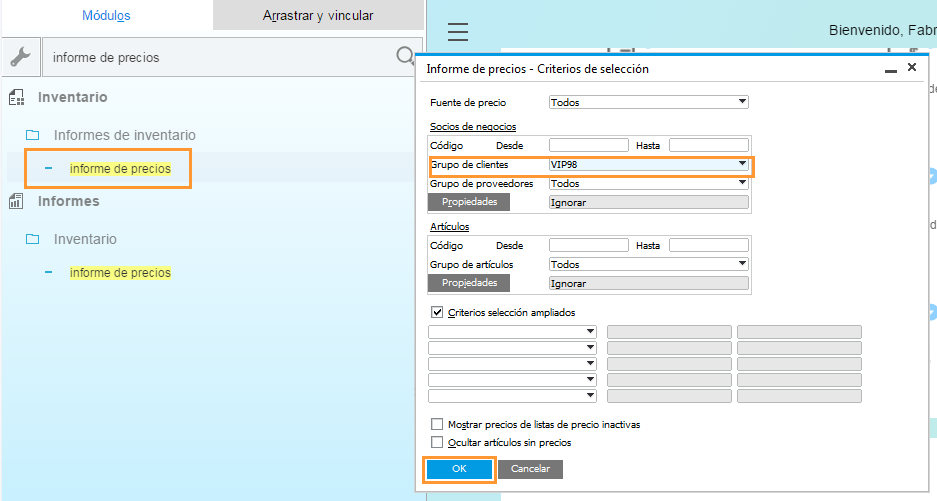 Módulos
Arrastrar y vincular
Bienvenido, Fabr
informe de precios
Inventario
Informes de inventario
informe de precios
Informes
Inventario
informe de precios
Informe de precios - Criterios de selección
Fuente de precio Todos
Socios de negocios
Código Desde Hasta
Grupo de clientes VIP98
Grupo de proveedores Todos
Propiedades Ignorar
Artículos
Código Desde Hasta
Grupo de artículos Todos
Propiedades Ignorar
Criterios selección ampliados
Mostrar precios de listas de precio inactivas
Ocultar artículos sin precios
OK Cancelar